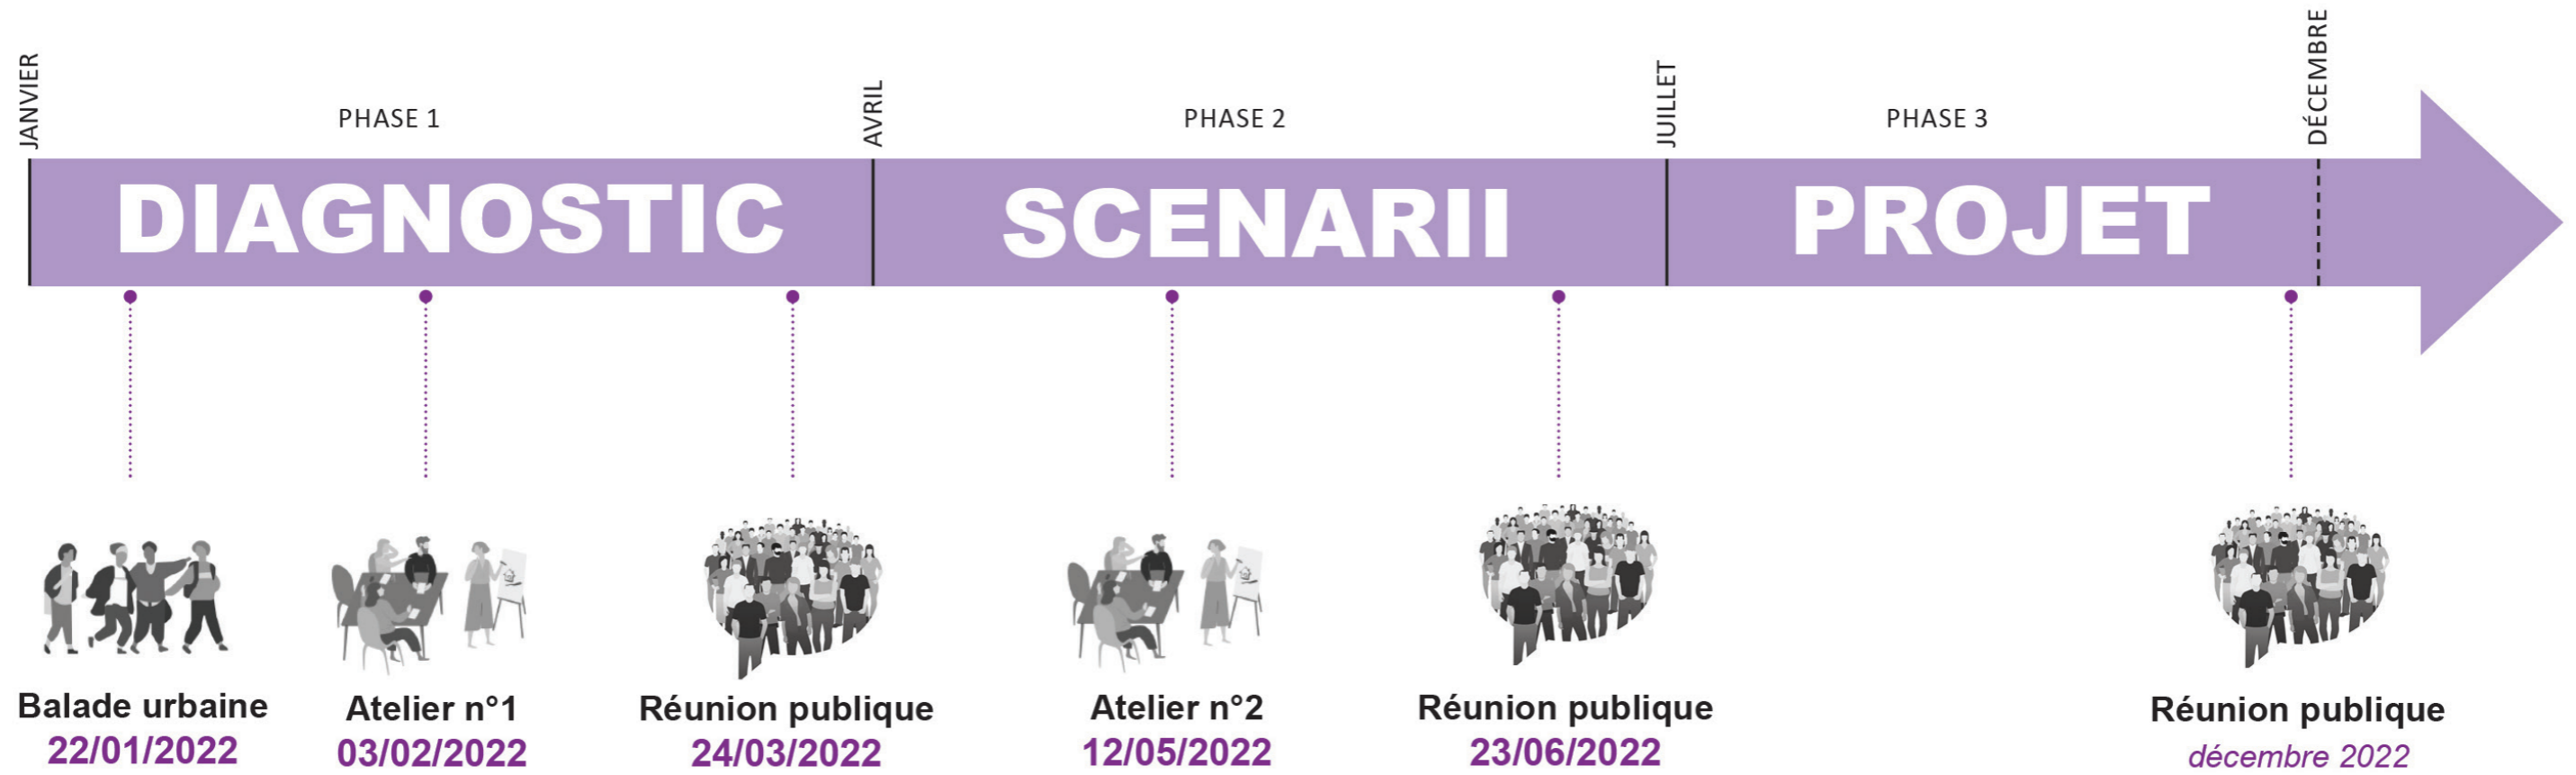 JANVIER
PHASE 1
AVRIL
PHASE 2
JUILLET
PHASE 3
DÉCEMBRE
DIAGNOSTIC
SCENARII
PROJET
Balade urbaine
22/01/2022
Atelier n°1
03/02/2022
Réunion publique
24/03/2022
Atelier n°2
12/05/2022
Réunion publique
23/06/2022
Réunion publique
décembre 2022